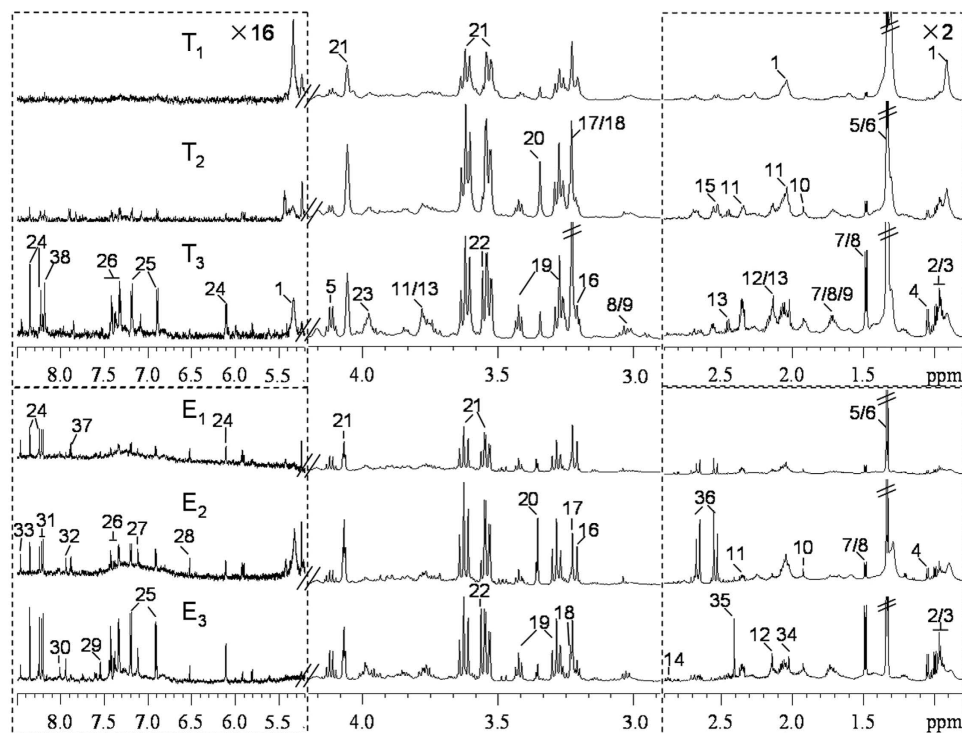 ×16 ×2
T1
21 21 1 1
T2
20 17/18 5/6
15 11 11 10
T3
24 38 26 25 24 1
5 23 11/13 22 19 16 8/9
13 12/13 7/8/9 7/8 4 2/3
8.0 7.5 7.0 6.5 6.0 5.5 4.0 3.5 3.0 2.5 2.0 1.5 ppm
E1
24 37 24 21 21 5/6
E2
33 31 32 26 27 28
20 17 16
36 11 10 7/8 4
E3
30 29 25
22 19 18
14 35 12 34 2/3
8.0 7.5 7.0 6.5 6.0 5.5 4.0 3.5 3.0 2.5 2.0 1.5 ppm